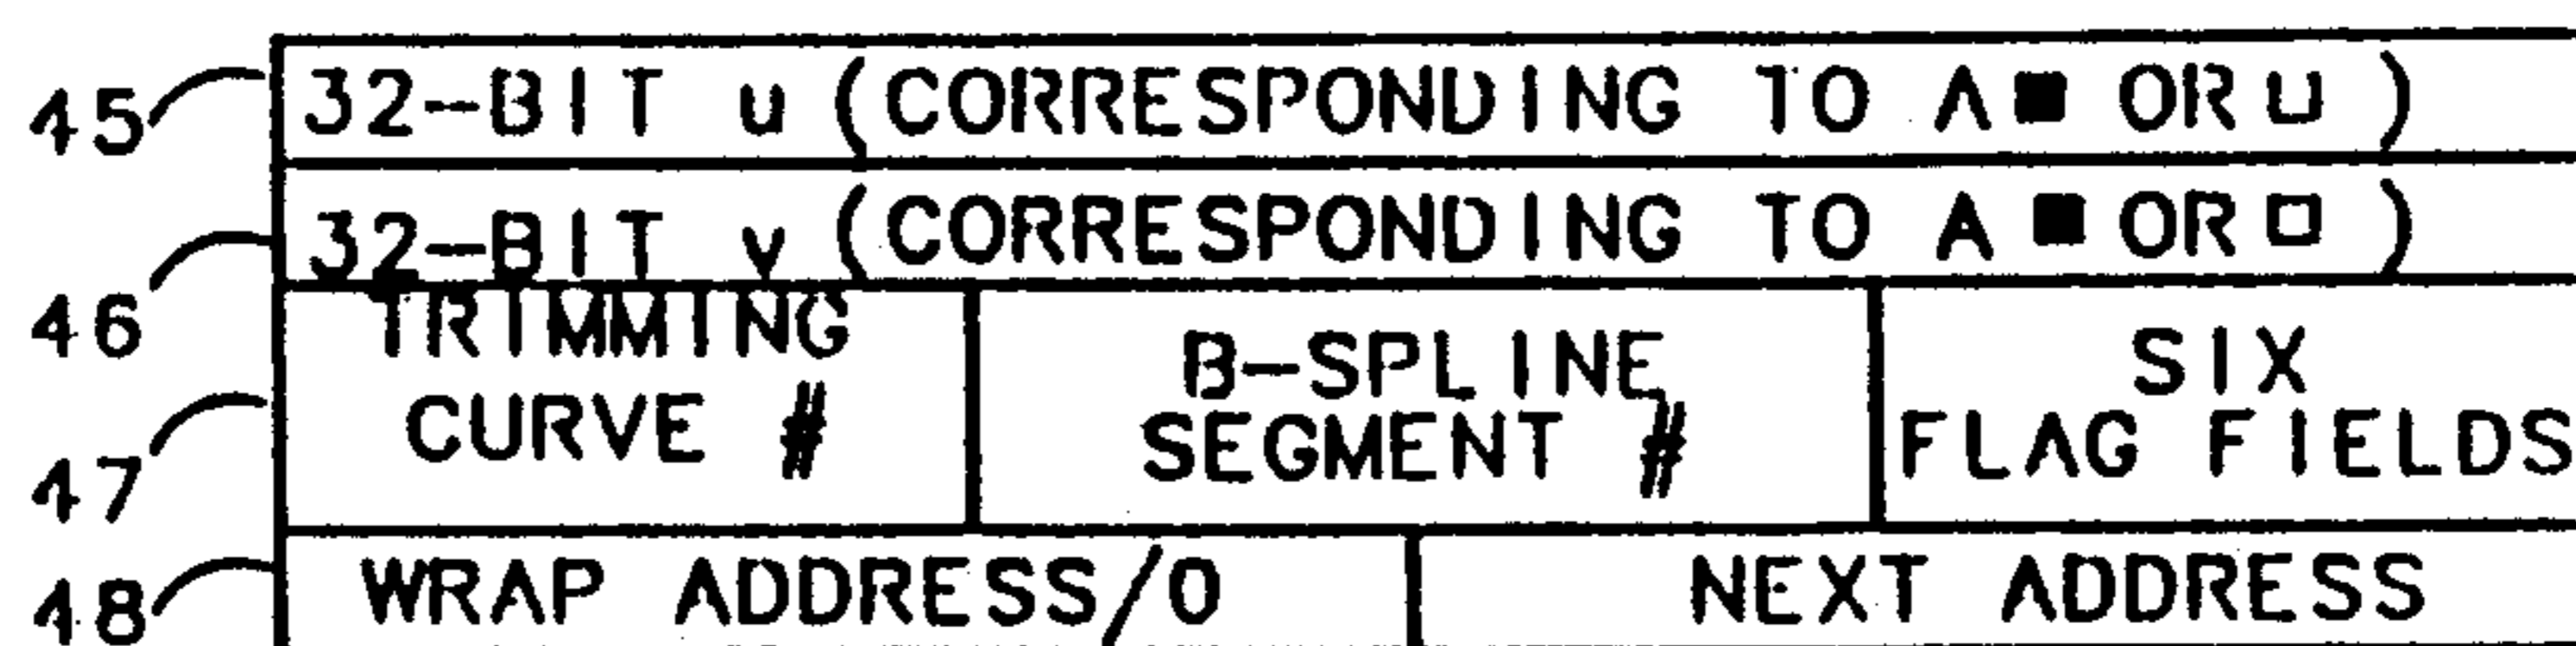 45 32-BIT u (CORRESPONDING TO A ■ OR □)
46 32-BIT v (CORRESPONDING TO A ■ OR □)
47 TRIMMING CURVE # B-SPLINE SEGMENT # SIX FLAG FIELDS
48 WRAP ADDRESS/0 NEXT ADDRESS